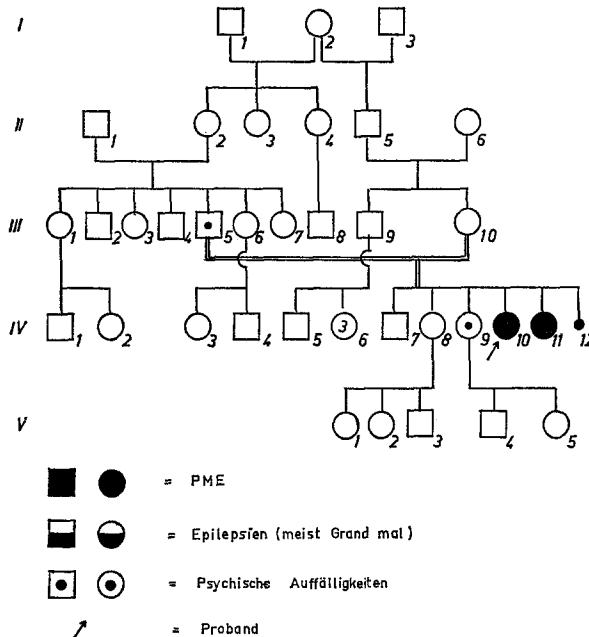 I
1 2 3
II
1 2 3 4 5 6
III
1 2 3 4 5 6 7 8 9 10
IV
1 2 3 4 5 3 6 7 8 9 10 11 12
V
1 2 3 4 5
= PME
= Epilepsien (meist Grand mal)
= Psychische Auffälligkeiten
= Proband